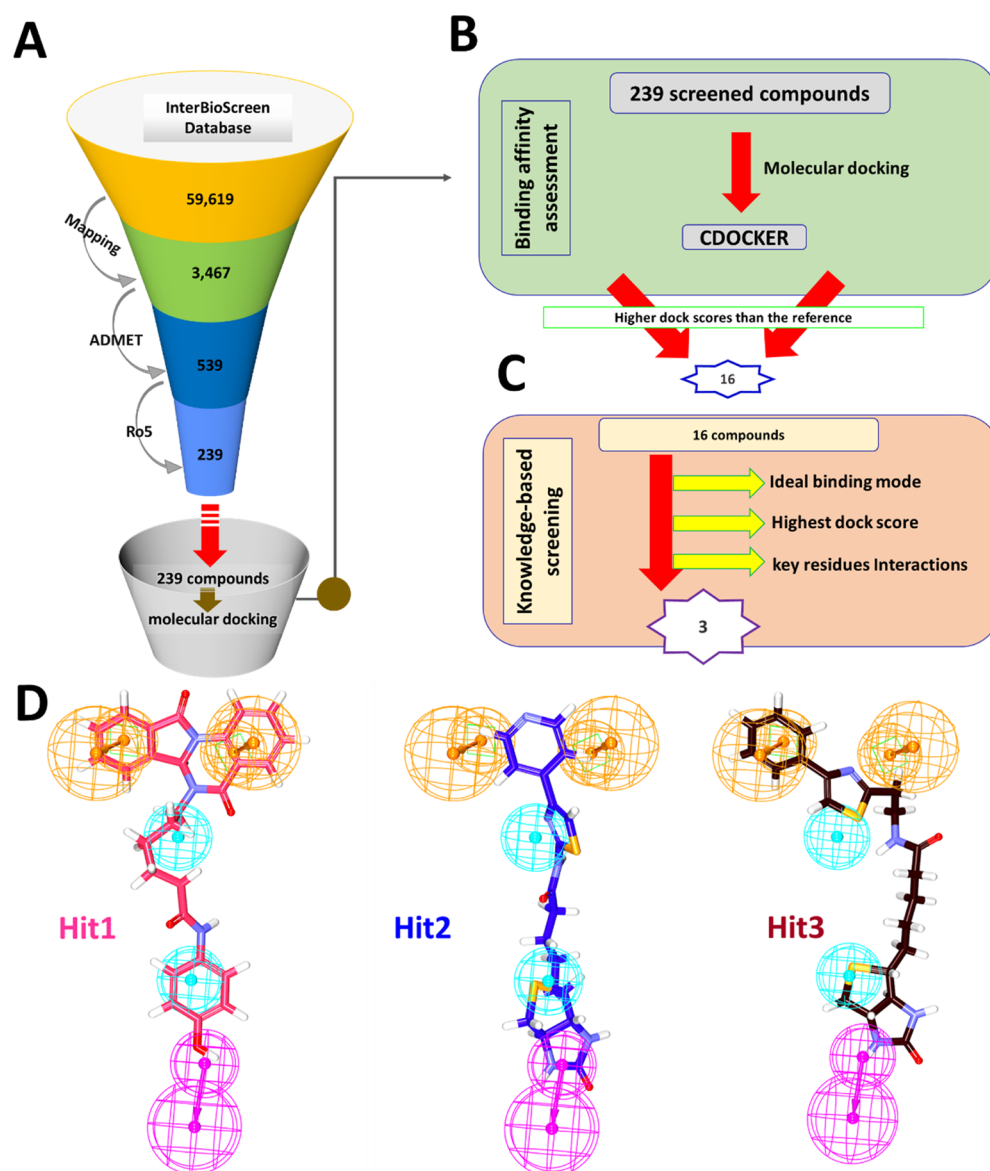 A
InterBioScreen
Database
59,619
Mapping
3,467
ADMET
539
Ro5
239
239 compounds
molecular docking
B
Binding affinity
assessment
239 screened compounds
Molecular docking
CDOCKER
Higher dock scores than the reference
16
C
Knowledge-based
screening
16 compounds
Ideal binding mode
Highest dock score
key residues Interactions
3
D
Hit1
Hit2
Hit3